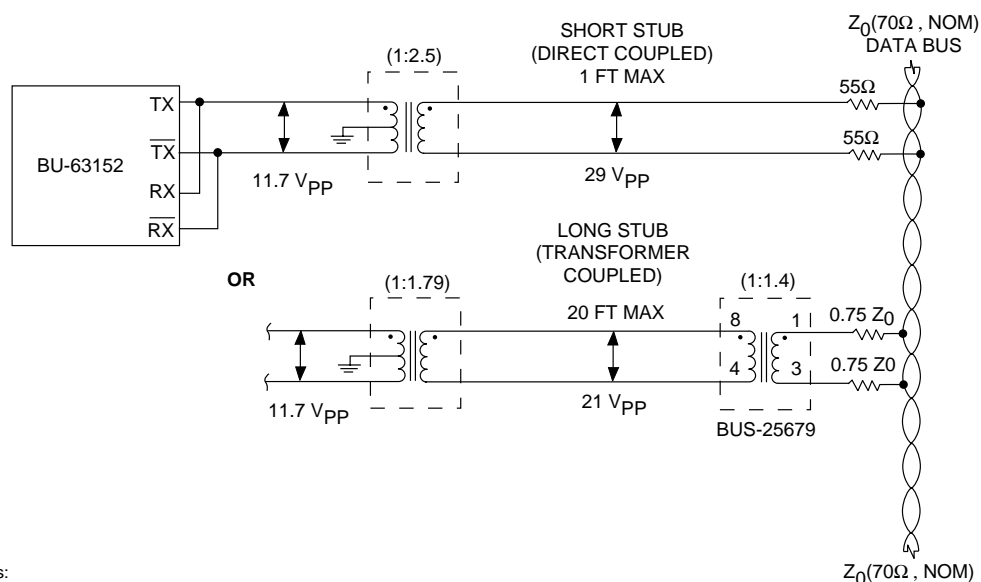 Z0(70Ω , NOM)
DATA BUS
SHORT STUB
(DIRECT COUPLED)
1 FT MAX
(1:2.5)
55Ω
TX
TX
BU-63152
RX
RX
11.7 VPP
29 VPP
55Ω
LONG STUB
(TRANSFORMER
COUPLED)
OR
(1:1.79)
20 FT MAX
(1:1.4)
8
1
0.75 Z0
4
3
0.75 Z0
11.7 VPP
21 VPP
BUS-25679
s:
Z0(70Ω , NOM)